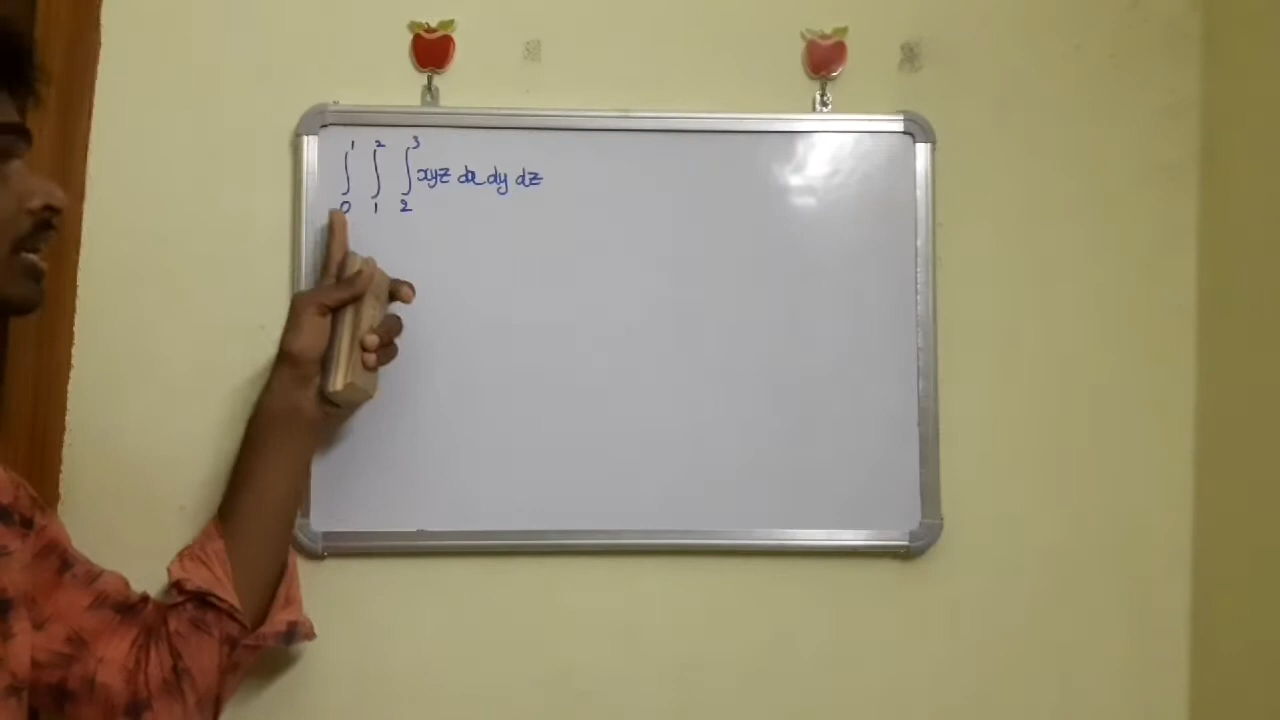 ∫₀¹ ∫₁² ∫₂³ xyz dx dy dz